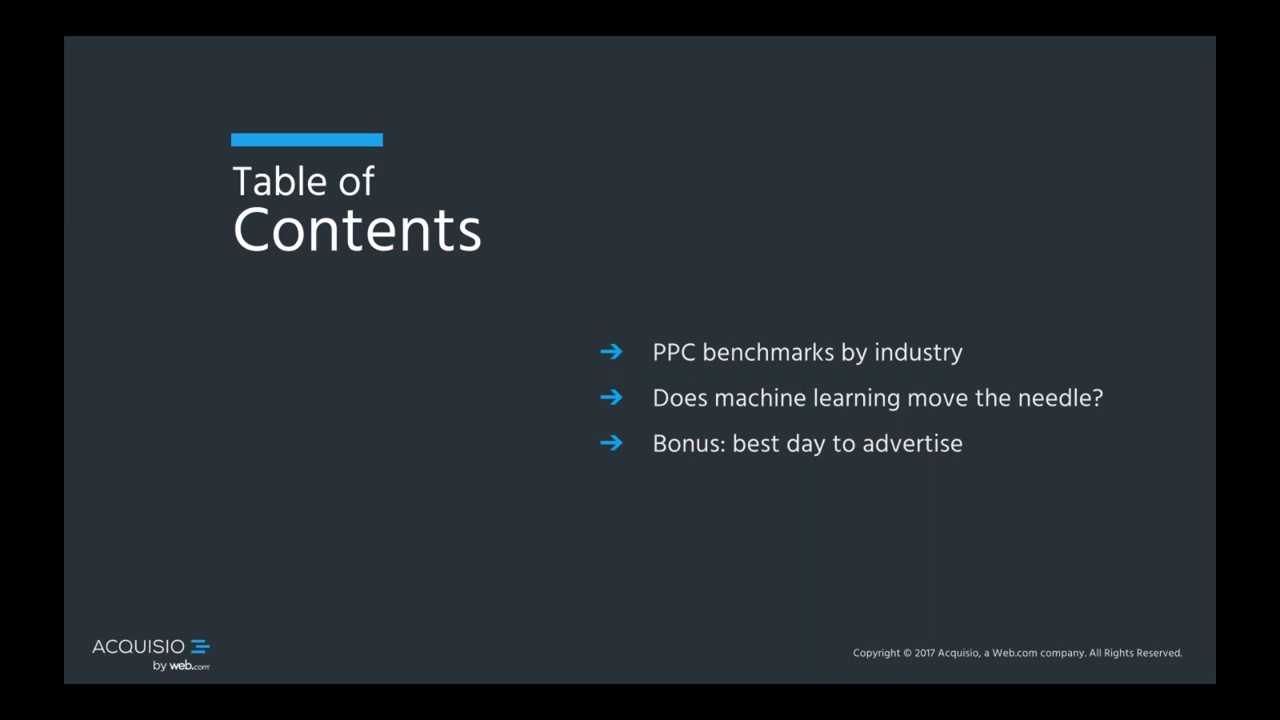 Table of
Contents
➔ PPC benchmarks by industry
➔ Does machine learning move the needle?
➔ Bonus: best day to advertise
ACQUISIO
by web.com
Copyright © 2017 Acquisio, a Web.com company. All Rights Reserved.